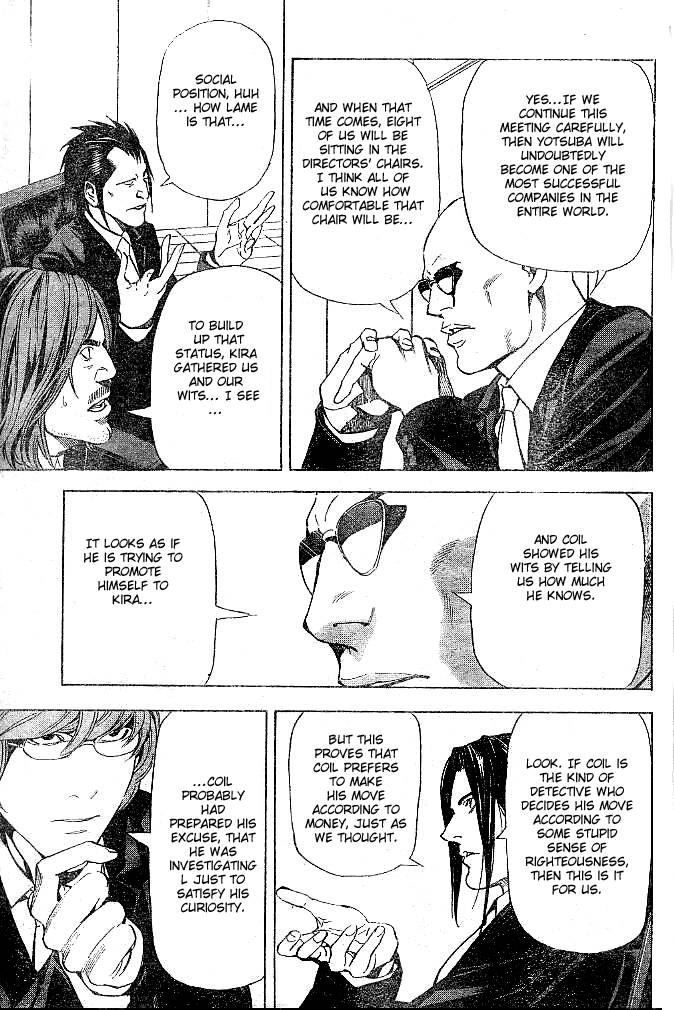 YES...IF WE
CONTINUE THIS
MEETING CAREFULLY,
THEN YOTSUBA WILL
UNDOUBTEDLY
BECOME ONE OF THE
MOST SUCCESSFUL
COMPANIES IN THE
ENTIRE WORLD.
AND WHEN THAT
TIME COMES, EIGHT
OF US WILL BE
SITTING IN THE
DIRECTORS' CHAIRS.
I THINK ALL OF
US KNOW HOW
COMFORTABLE THAT
CHAIR WILL BE...
SOCIAL
POSITION, HUH
... HOW LAME
IS THAT...
TO BUILD
UP THAT
STATUS, KIRA
GATHERED US
AND OUR
WITS... I SEE
...
AND COIL
SHOWED HIS
WITS BY TELLING
US HOW MUCH
HE KNOWS.
IT LOOKS AS IF
HE IS TRYING TO
PROMOTE
HIMSELF TO
KIRA...
LOOK. IF COIL IS
THE KIND OF
DETECTIVE WHO
DECIDES HIS MOVE
ACCORDING TO
SOME STUPID
SENSE OF
RIGHTEOUSNESS,
THEN THIS IS IT
FOR US.
BUT THIS
PROVES THAT
COIL PREFERS
TO MAKE
HIS MOVE
ACCORDING TO
MONEY, JUST AS
WE THOUGHT.
...COIL
PROBABLY
HAD
PREPARED HIS
EXCUSE, THAT
HE WAS
INVESTIGATING
L JUST TO
SATISFY HIS
CURIOSITY.